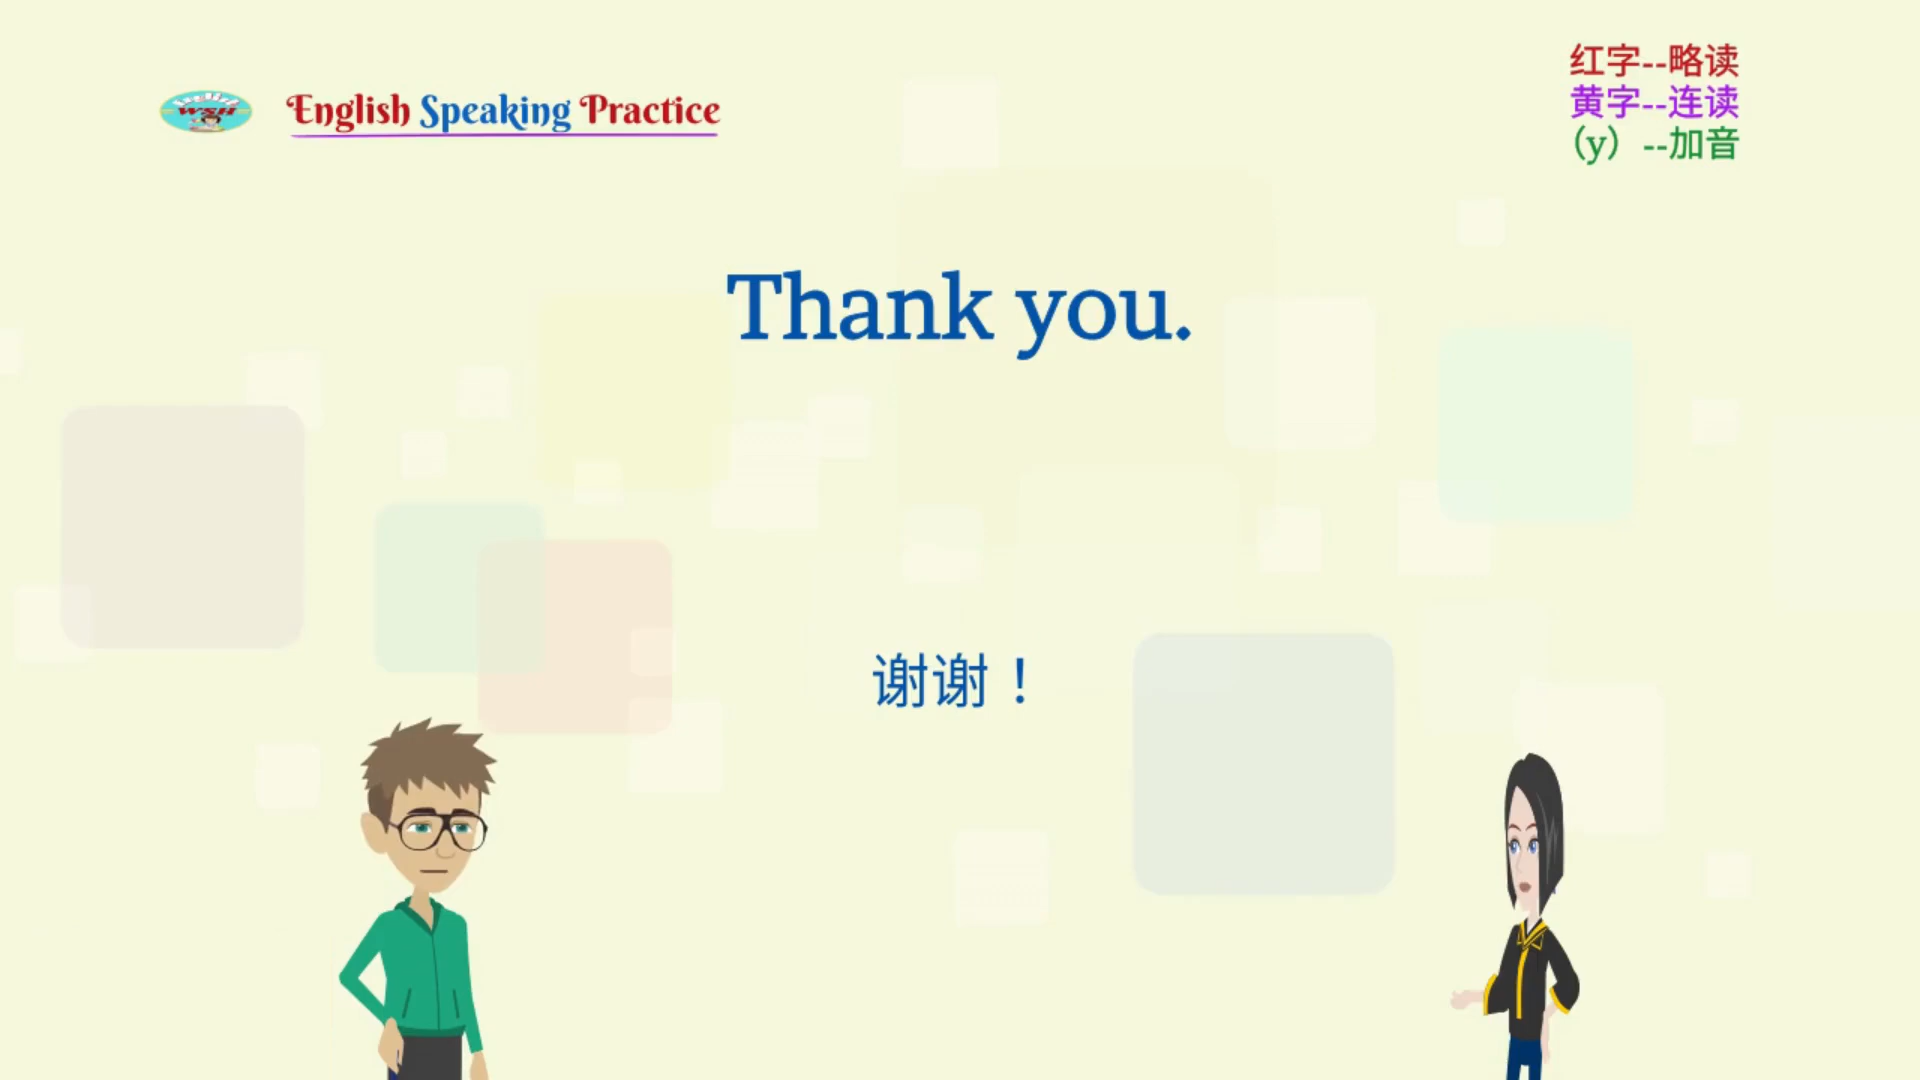 English Speaking Practice
红字--略读
黄字--连读
（y）--加音
Thank you.
谢谢！